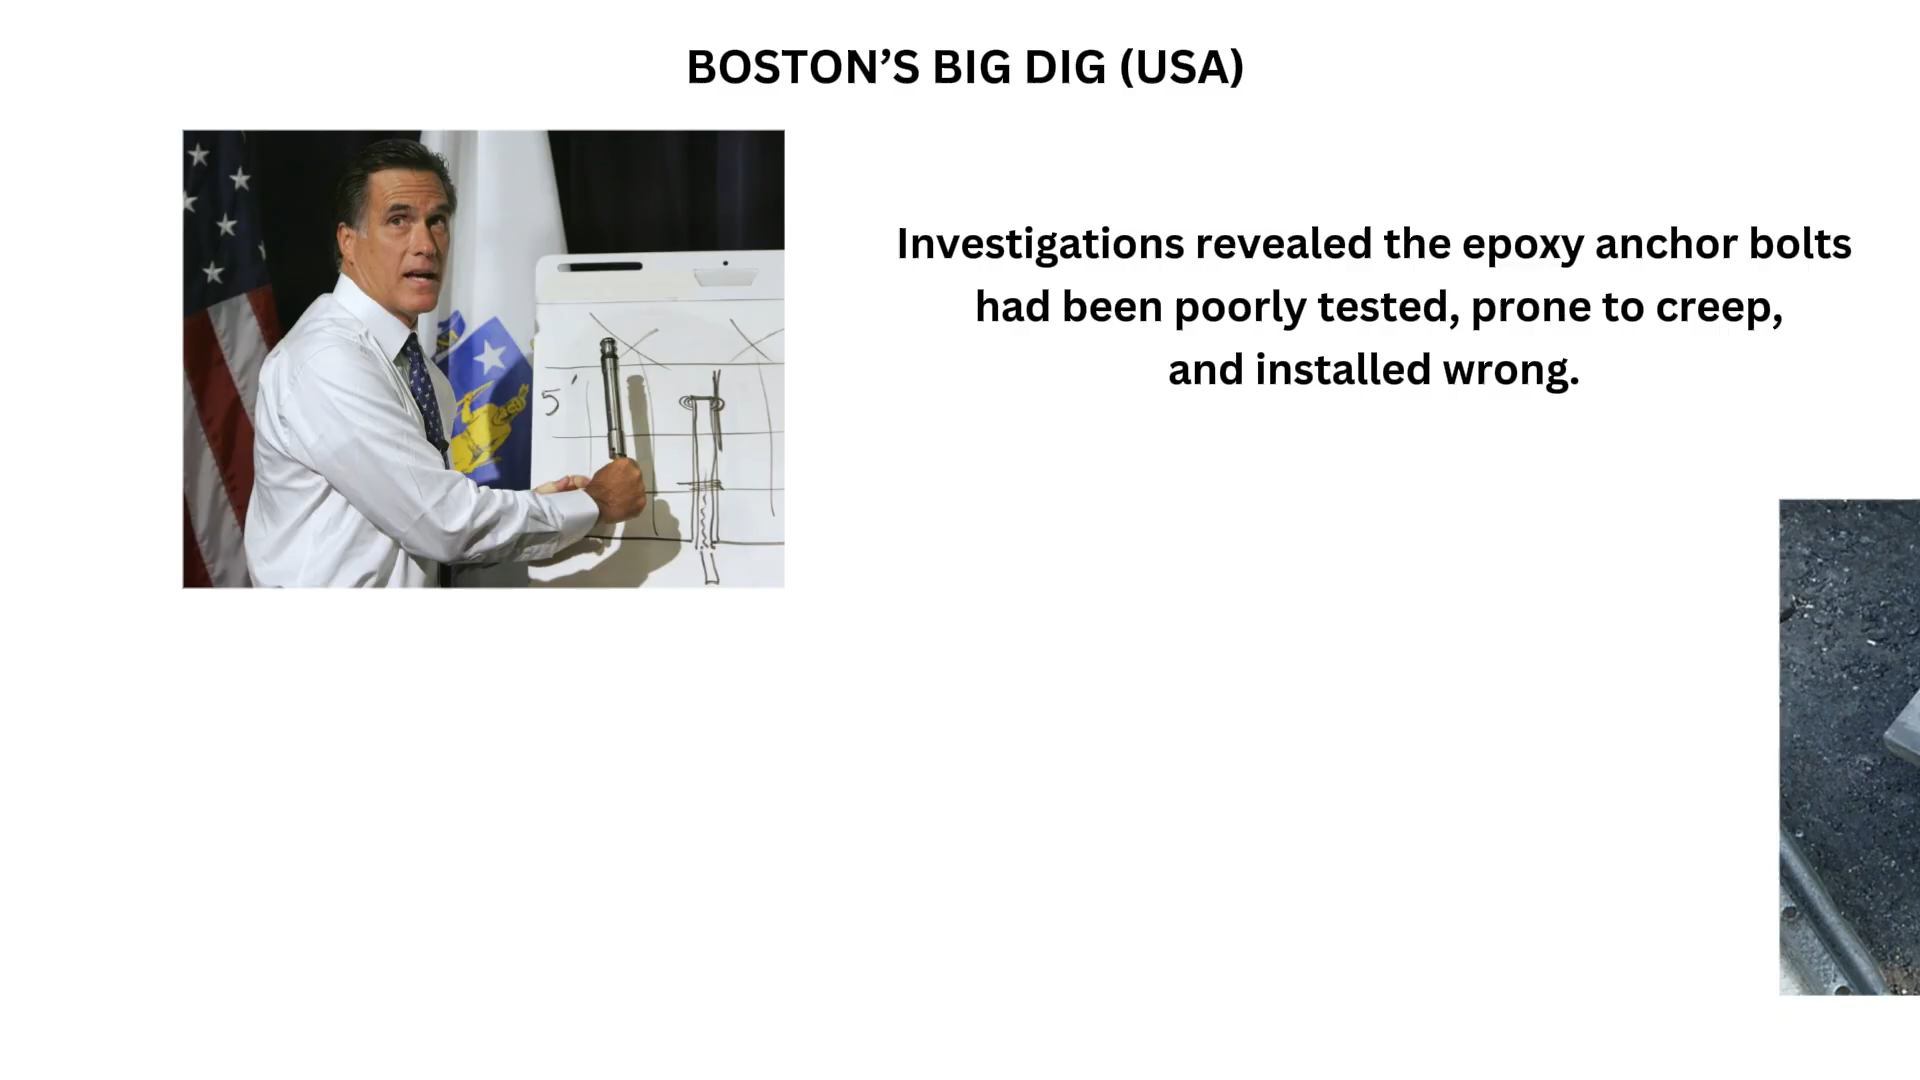 BOSTON’S BIG DIG (USA)
Investigations revealed the epoxy anchor bolts
had been poorly tested, prone to creep,
and installed wrong.
5'